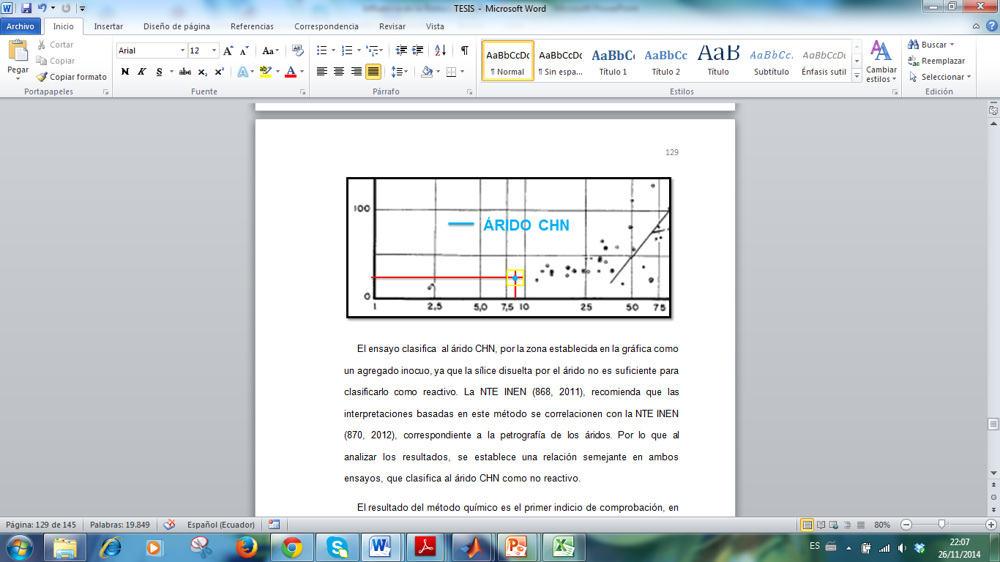 TESIS - Microsoft Word
Archivo Inicio Insertar Diseño de página Referencias Correspondencia Revisar Vista
Pegar
Cortar
Copiar
Copiar formato
Portapapeles
Arial 12
N K S abc x₂ x²
Fuente
Párrafo
AaBbCcDc AaBbCcDc AaBbC AaBbCc AaB AaBbCc. AaBbCcDc
¶ Normal ¶ Sin espa... Título 1 Título 2 Título Subtítulo Énfasis sutil
Cambiar estilos
Estilos
Buscar
Reemplazar
Seleccionar
Edición
129
100
ÁRIDO CHN
0
1 2,5 5,0 7,5 10 25 50 75
El ensayo clasifica al árido CHN, por la zona establecida en la gráfica como
un agregado inocuo, ya que la sílice disuelta por el árido no es suficiente para
clasificarlo como reactivo. La NTE INEN (868, 2011), recomienda que las
interpretaciones basadas en este método se correlacionen con la NTE INEN
(870, 2012), correspondiente a la petrografía de los áridos. Por lo que al
analizar los resultados, se establece una relación semejante en ambos
ensayos, que clasifica al árido CHN como no reactivo.
El resultado del método químico es el primer indicio de comprobación, en
Página: 129 de 145 Palabras: 19.849 Español (Ecuador) 80%
ES 22:07
26/11/2014